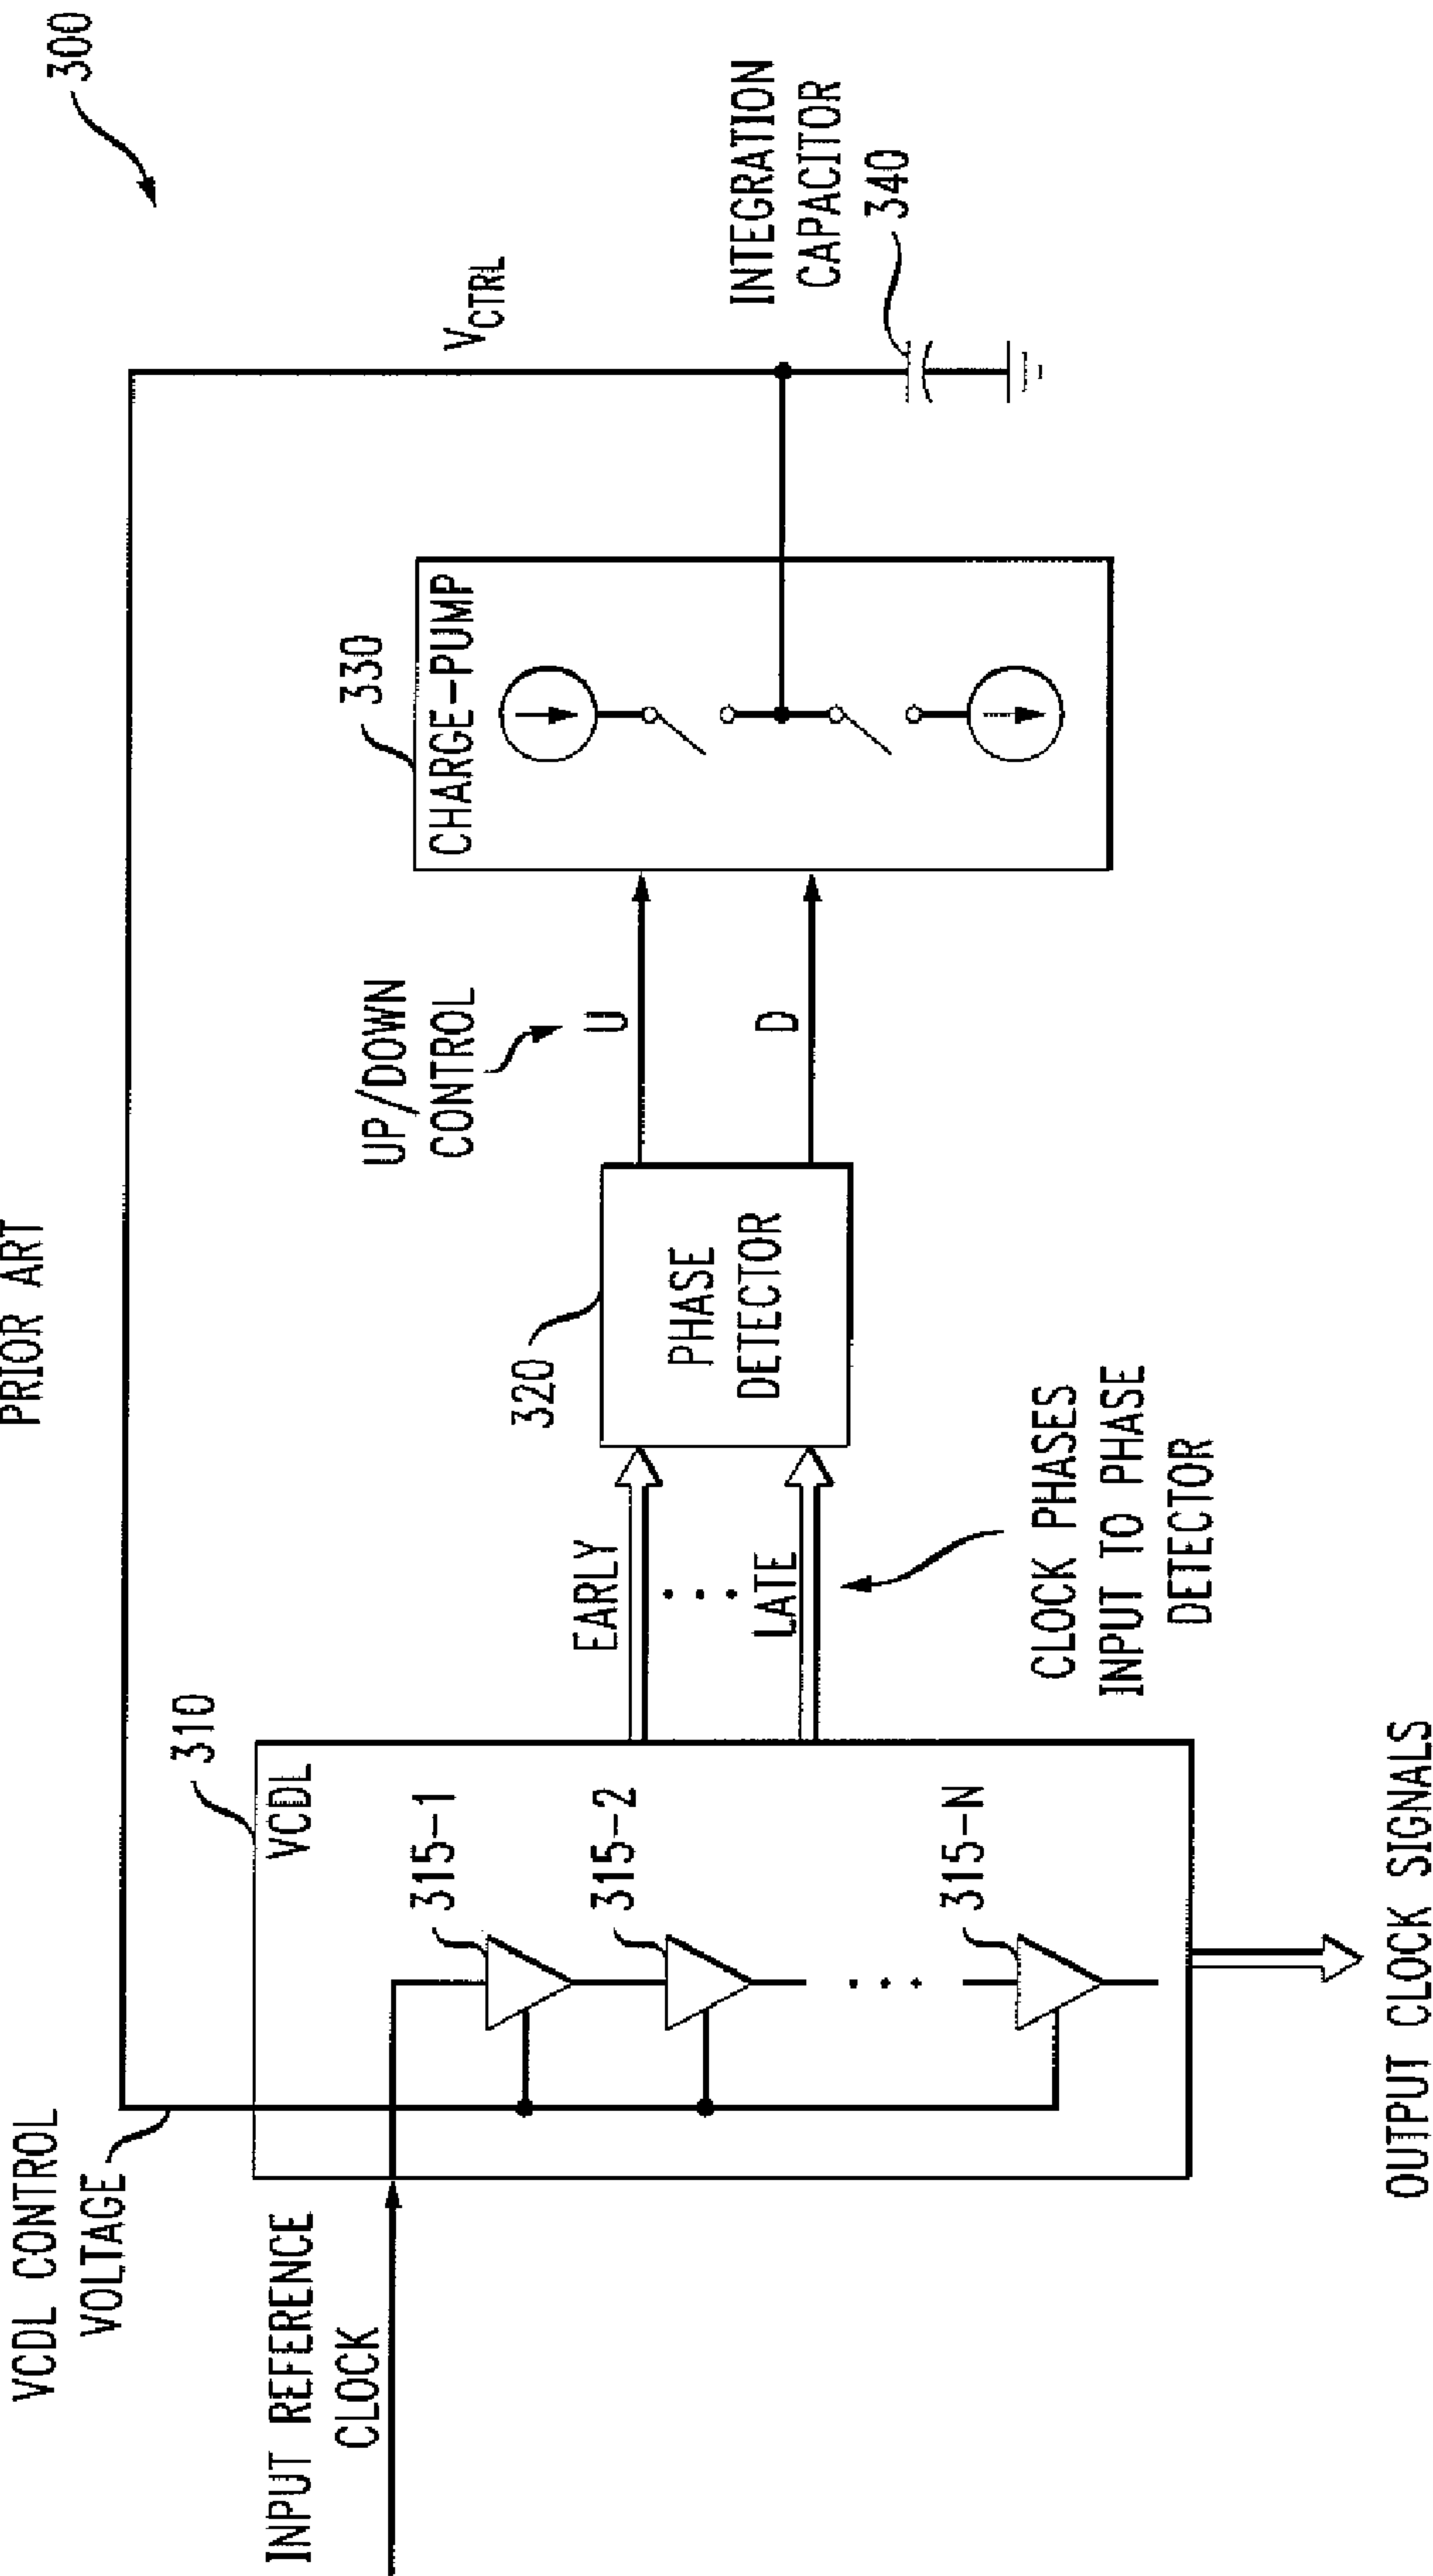 PRIOR ART
300
VCDL CONTROL
VOLTAGE
VCTRL
INPUT REFERENCE
CLOCK
310
VCDL
315-1
315-2
315-N
EARLY
LATE
CLOCK PHASES
INPUT TO PHASE
DETECTOR
320
PHASE
DETECTOR
UP/DOWN
CONTROL
U
D
330
CHARGE-PUMP
INTEGRATION
CAPACITOR
340
OUTPUT CLOCK SIGNALS